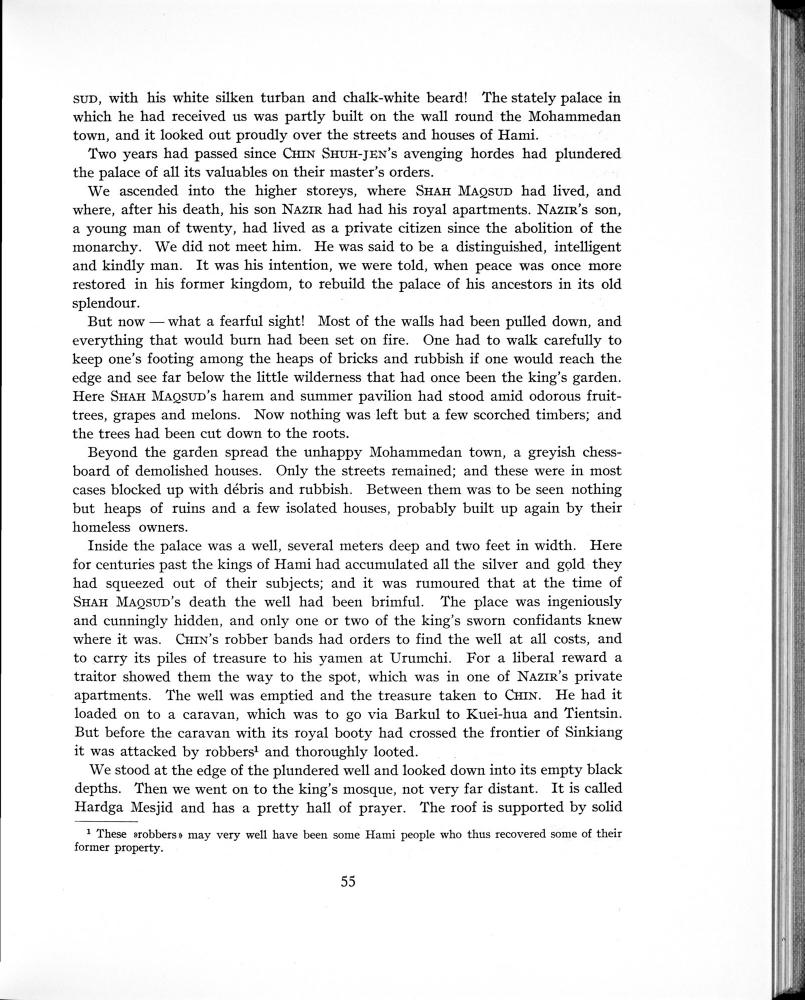 SUD, with his white silken turban and chalk-white beard! The stately palace in
which he had received us was partly built on the wall round the Mohammedan
town, and it looked out proudly over the streets and houses of Hami.
Two years had passed since CHIN SHUH-JEN's avenging hordes had plundered
the palace of all its valuables on their master's orders.
We ascended into the higher storeys, where SHAH MAQSUD had lived, and
where, after his death, his son NAZIR had had his royal apartments. NAZIR's son,
a young man of twenty, had lived as a private citizen since the abolition of the
monarchy. We did not meet him. He was said to be a distinguished, intelligent
and kindly man. It was his intention, we were told, when peace was once more
restored in his former kingdom, to rebuild the palace of his ancestors in its old
splendour.
But now — what a fearful sight! Most of the walls had been pulled down, and
everything that would burn had been set on fire. One had to walk carefully to
keep one's footing among the heaps of bricks and rubbish if one would reach the
edge and see far below the little wilderness that had once been the king's garden.
Here SHAH MAQSUD's harem and summer pavilion had stood amid odorous fruit-
trees, grapes and melons. Now nothing was left but a few scorched timbers; and
the trees had been cut down to the roots.
Beyond the garden spread the unhappy Mohammedan town, a greyish chess-
board of demolished houses. Only the streets remained; and these were in most
cases blocked up with débris and rubbish. Between them was to be seen nothing
but heaps of ruins and a few isolated houses, probably built up again by their
homeless owners.
Inside the palace was a well, several meters deep and two feet in width. Here
for centuries past the kings of Hami had accumulated all the silver and gold they
had squeezed out of their subjects; and it was rumoured that at the time of
SHAH MAQSUD's death the well had been brimful. The place was ingeniously
and cunningly hidden, and only one or two of the king's sworn confidants knew
where it was. CHIN's robber bands had orders to find the well at all costs, and
to carry its piles of treasure to his yamen at Urumchi. For a liberal reward a
traitor showed them the way to the spot, which was in one of NAZIR's private
apartments. The well was emptied and the treasure taken to CHIN. He had it
loaded on to a caravan, which was to go via Barkul to Kuei-hua and Tientsin.
But before the caravan with its royal booty had crossed the frontier of Sinkiang
it was attacked by robbers¹ and thoroughly looted.
We stood at the edge of the plundered well and looked down into its empty black
depths. Then we went on to the king's mosque, not very far distant. It is called
Hardga Mesjid and has a pretty hall of prayer. The roof is supported by solid
¹ These »robbers» may very well have been some Hami people who thus recovered some of their
former property.
55